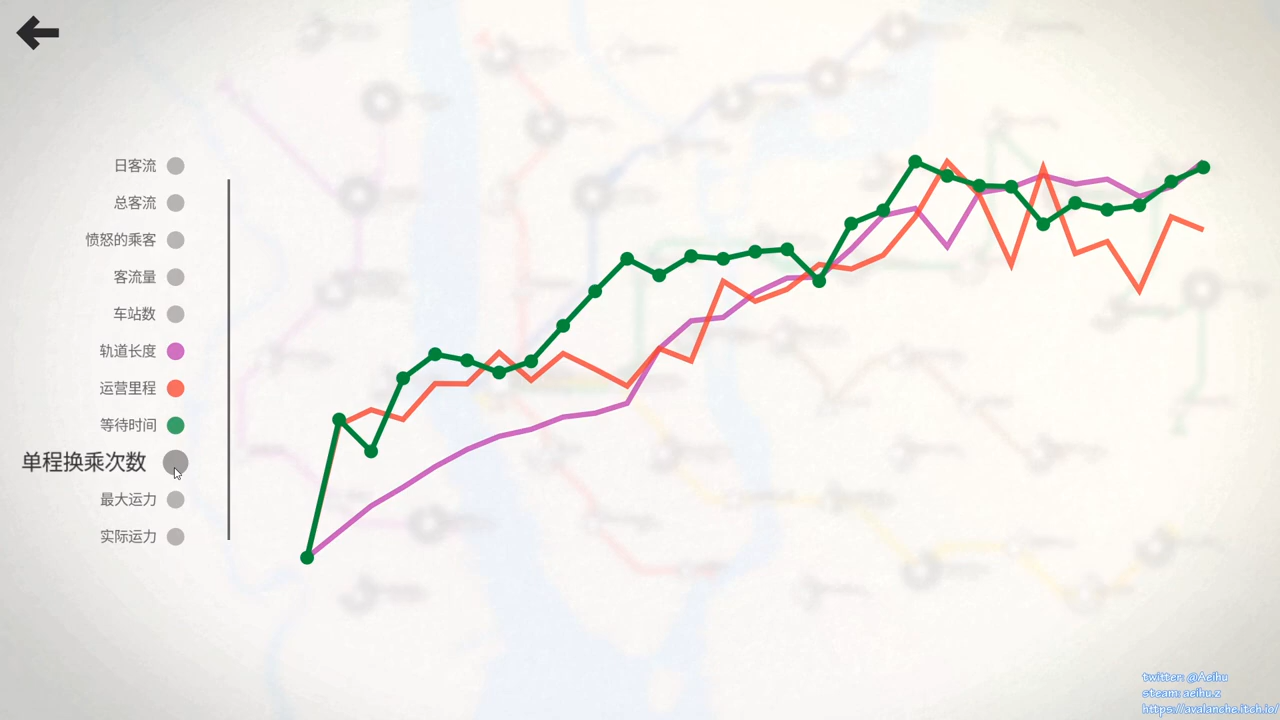 日客流
总客流
愤怒的乘客
客流量
车站数
轨道长度
运营里程
等待时间
单程换乘次数
最大运力
实际运力
twitter: @Aeihu
steam: aeihu.z
https://avalanche.itch.io/